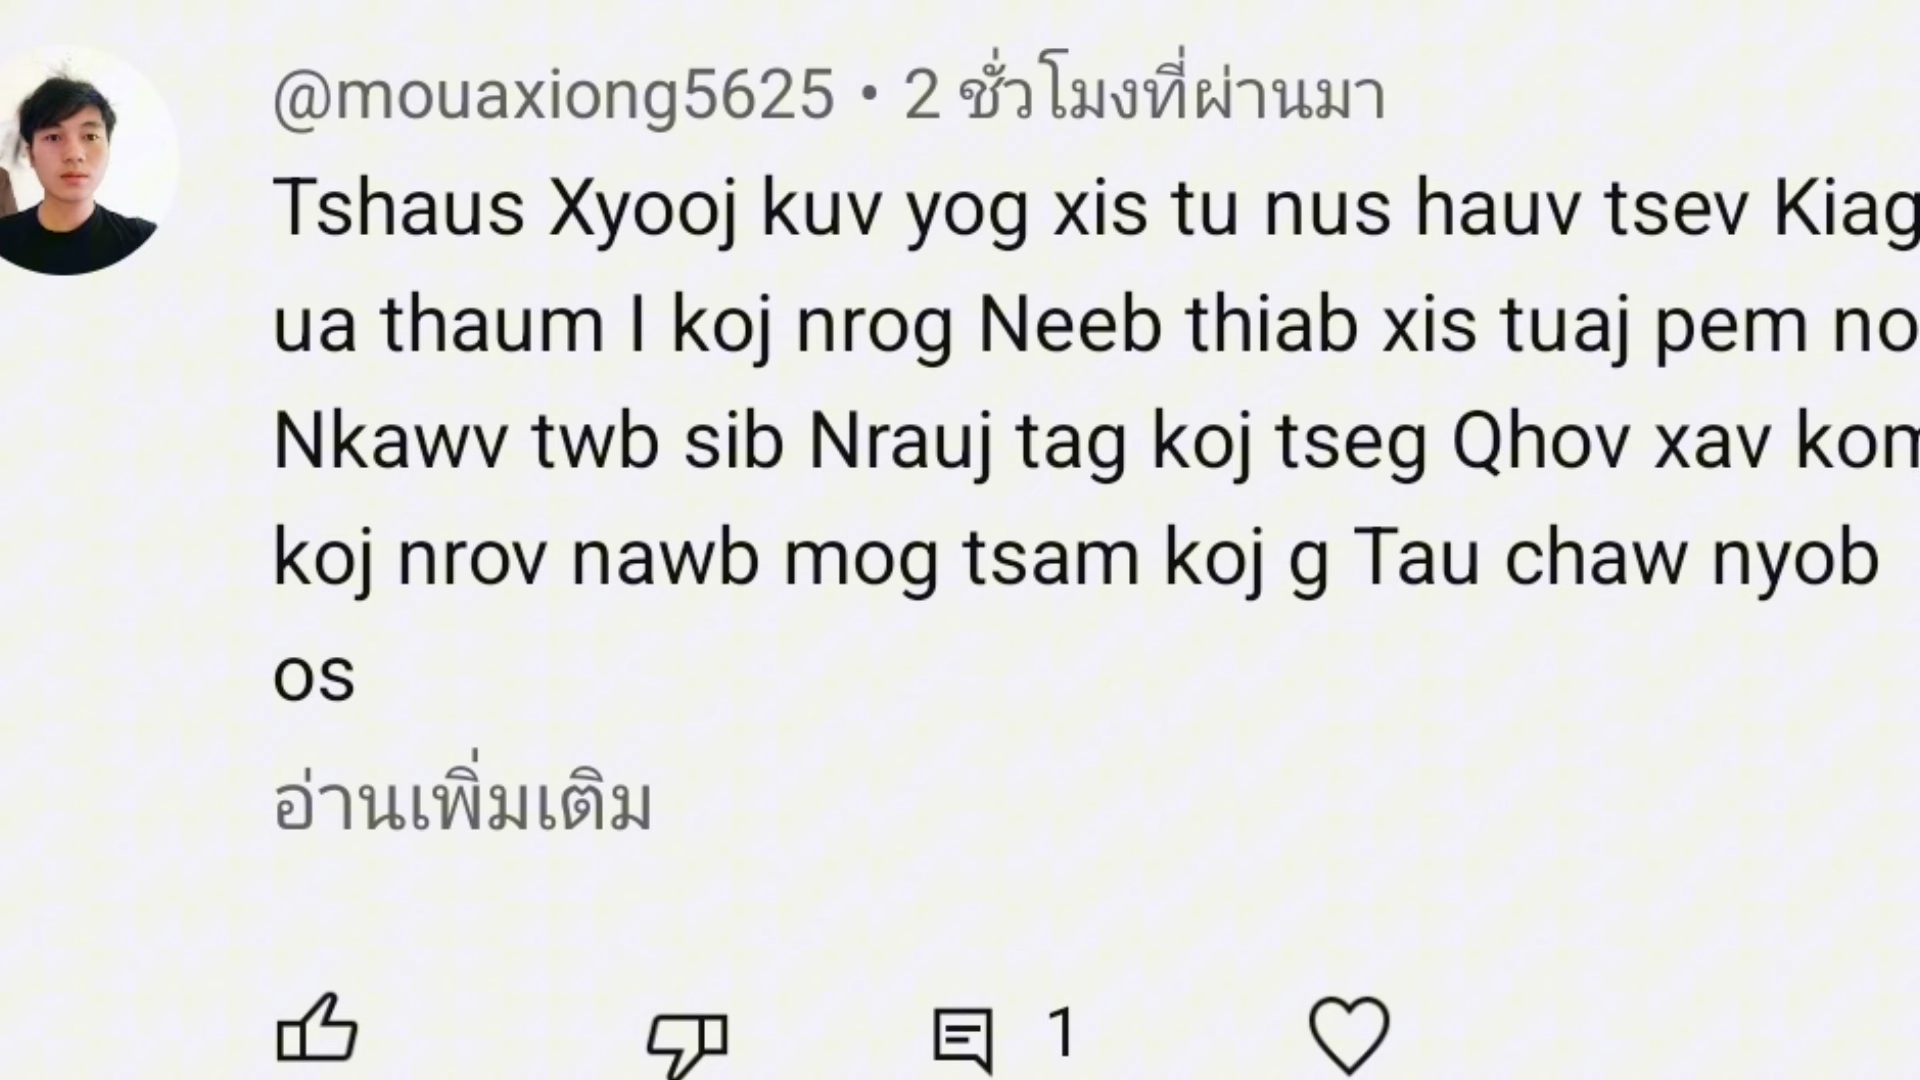 @mouaxiong5625 • 2 ชั่วโมงที่ผ่านมา
Tshaus Xyooj kuv yog xis tu nus hauv tsev Kiag
ua thaum I koj nrog Neeb thiab xis tuaj pem no
Nkawv twb sib Nrauj tag koj tseg Qhov xav kom
koj nrov nawb mog tsam koj g Tau chaw nyob
os
อ่านเพิ่มเติม
1